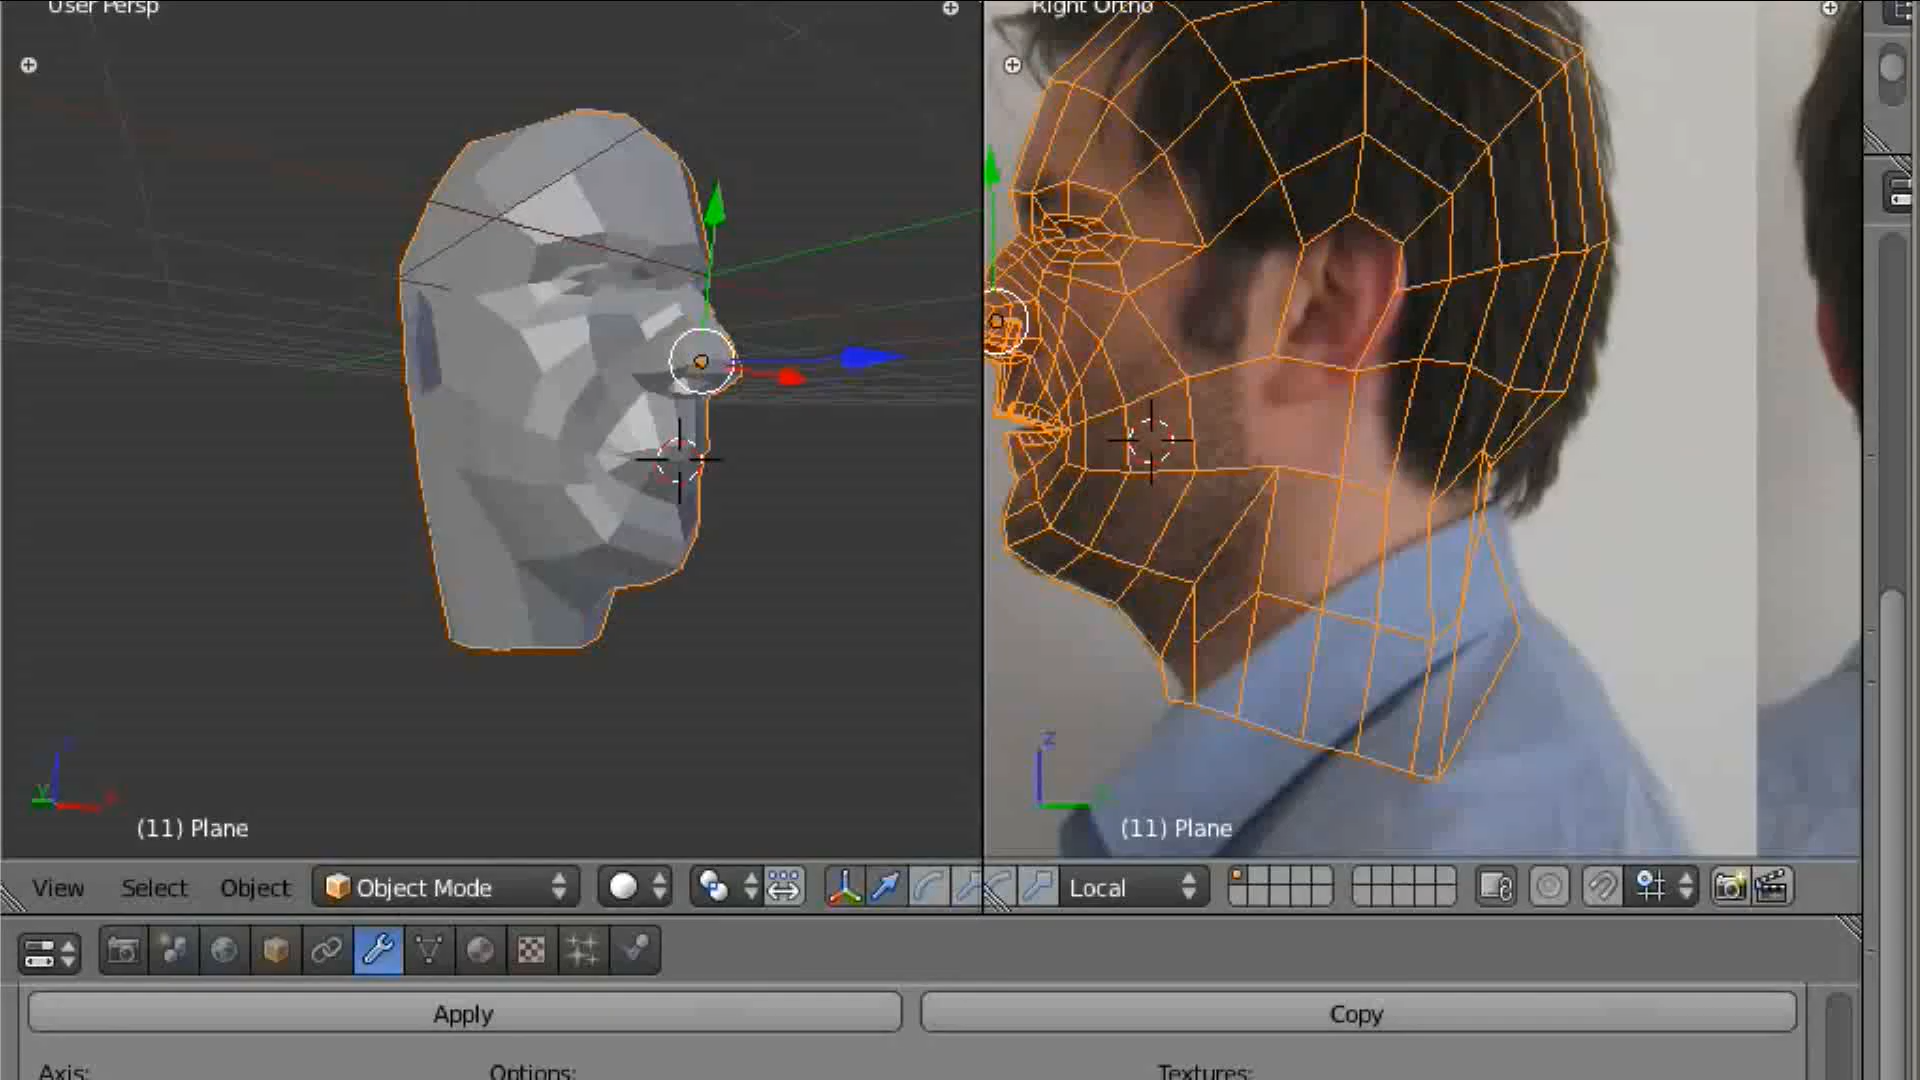 User Persp
Right Ortho
(11) Plane
(11) Plane
View Select Object Object Mode Local
Apply
Copy
Axis:
Options:
Textures: